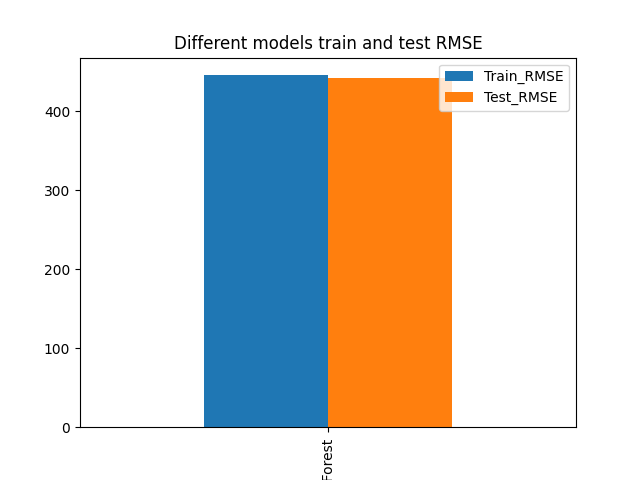 Different models train and test RMSE
Train_RMSE
Test_RMSE
400
300
200
100
0
Forest